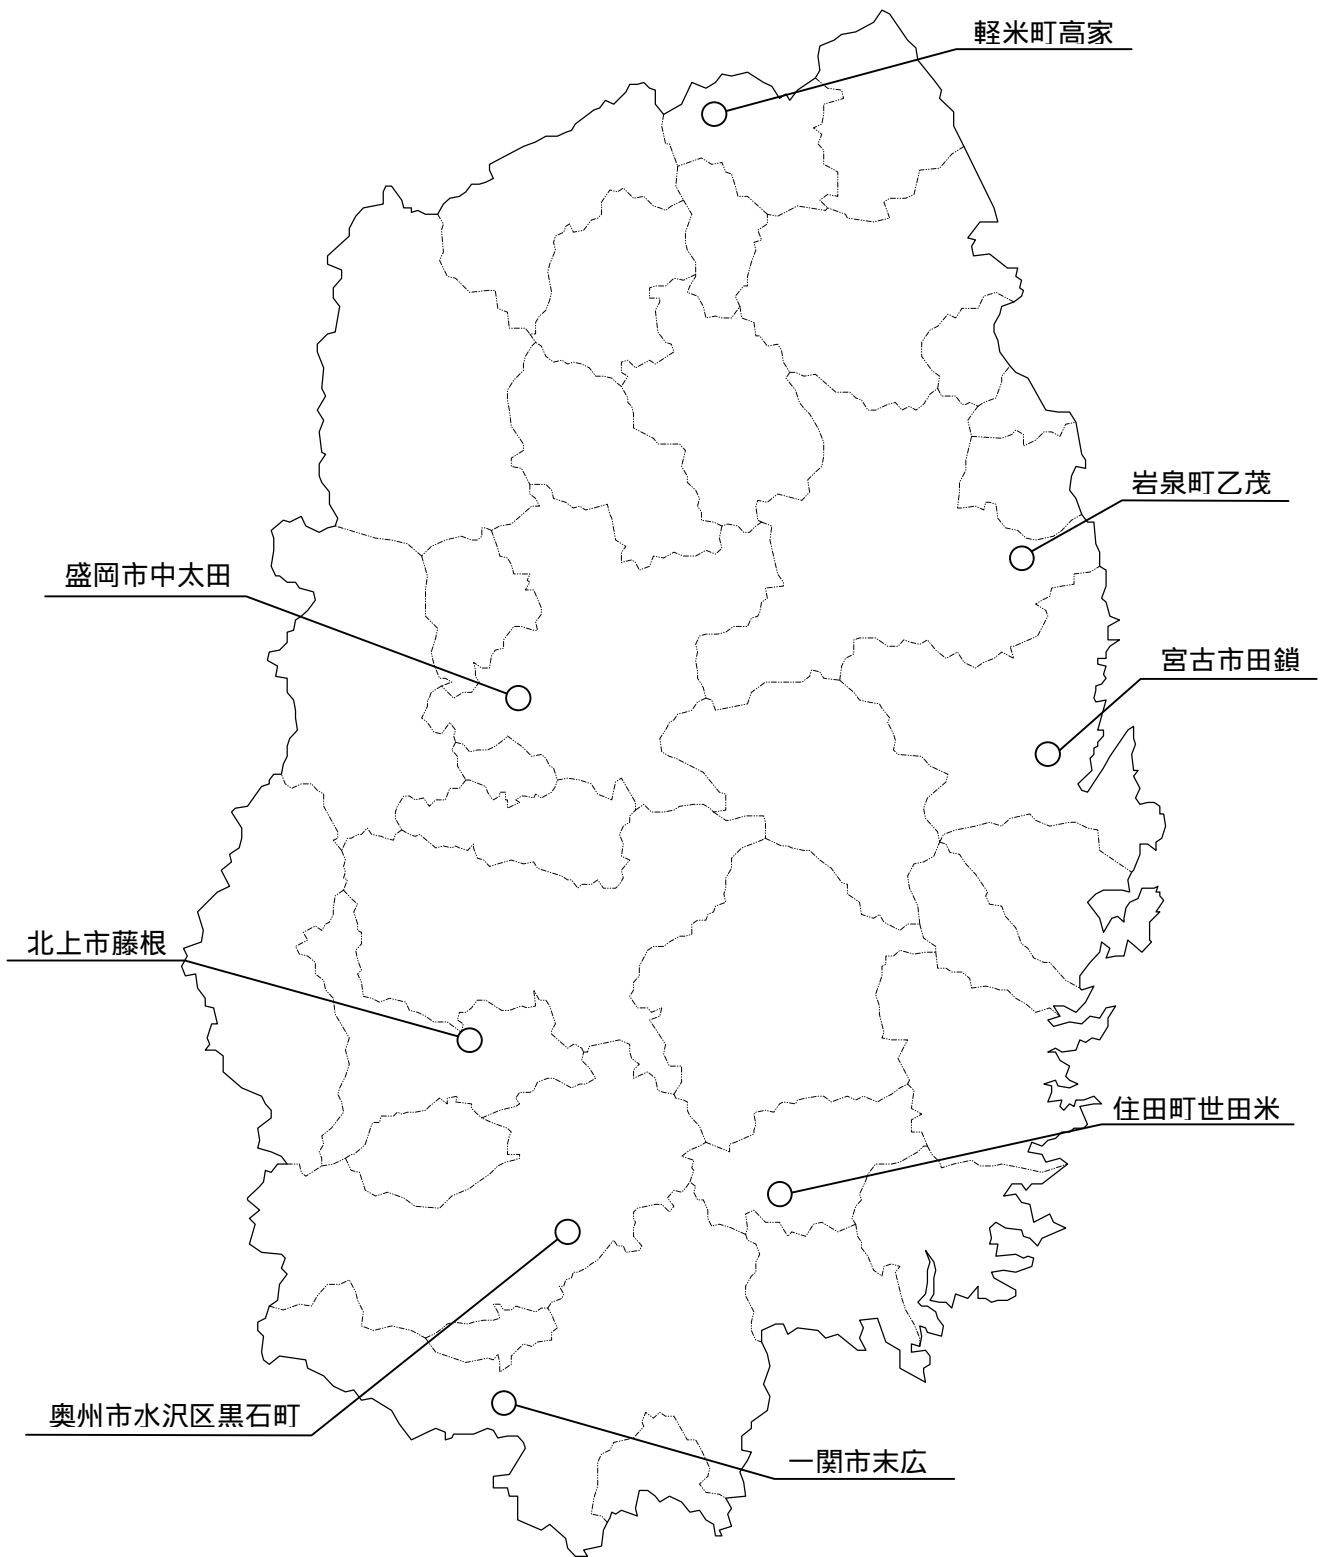 軽米町高家
岩泉町乙茂
盛岡市中太田
宮古市田鎖
北上市藤根
住田町世田米
奥州市水沢区黒石町
一関市末広